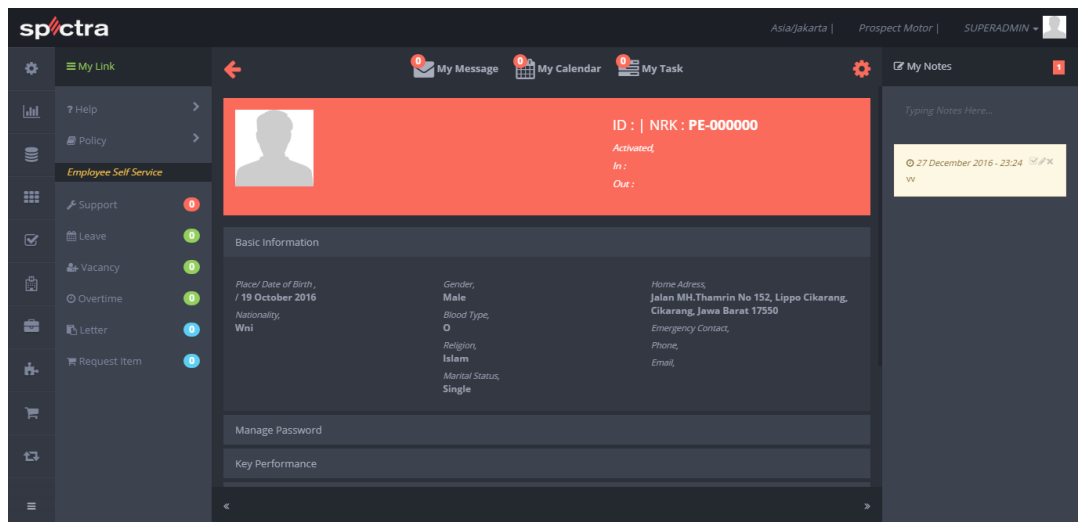 spectra
Asia/Jakarta |
Prospect Motor |
SUPERADMIN
My Link
? Help
Policy
Employee Self Service
Support 0
Leave 0
Vacancy 0
Overtime 0
Letter 0
Request Item 0
0 My Message
0 My Calendar
0 My Task
ID : | NRK : PE-000000
Activated,
In :
Out :
Basic Information
Place/ Date of Birth ,
/ 19 October 2016
Nationality,
Wni
Gender,
Male
Blood Type,
O
Religion,
Islam
Marital Status,
Single
Home Adress,
Jalan MH.Thamrin No 152, Lippo Cikarang,
Cikarang, Jawa Barat 17550
Emergency Contact,
Phone,
Email,
Manage Password
Key Performance
«
»
My Notes 1
Typing Notes Here...
27 December 2016 - 23:24
vv